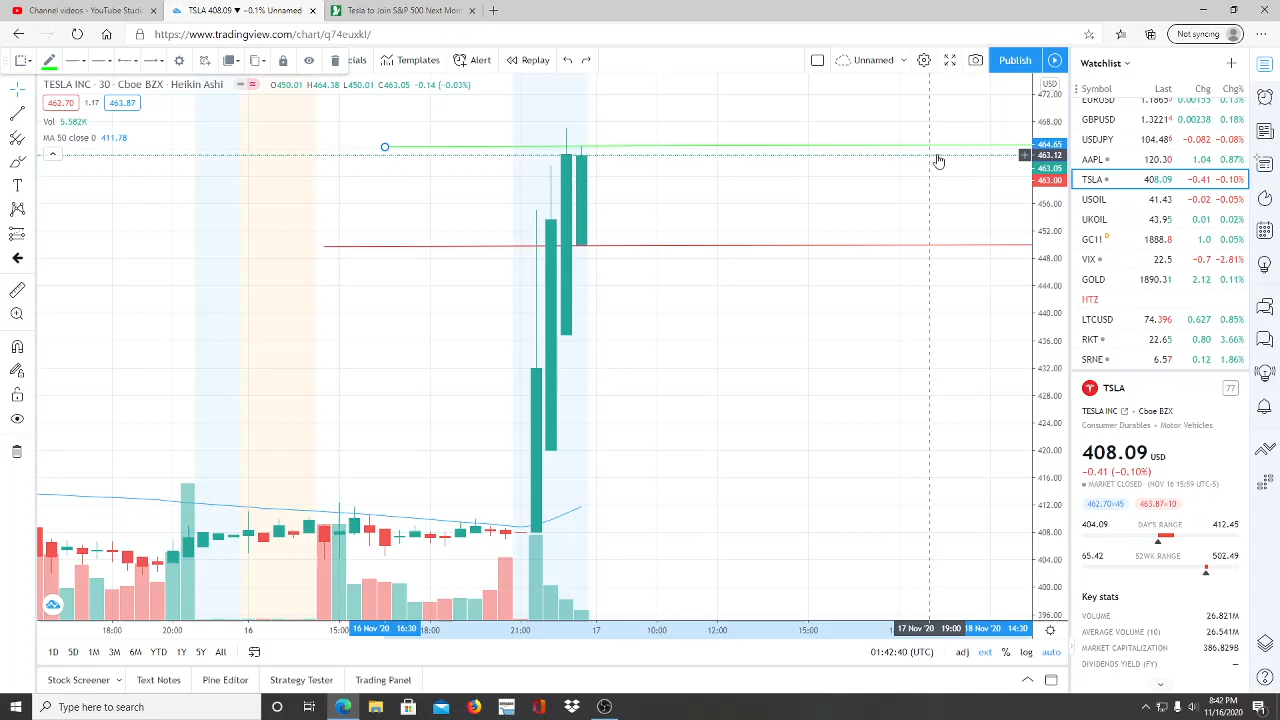 Channel videos - YouTube Studi
TSLA 408.09 ▼ −0.1% Unnamed
Tesla to Join S&P 500 Next Mon
https://www.tradingview.com/chart/q74euxkl/
Not syncing
Templates
Alert
Replay
Unnamed
Publish
TESLA INC · 30 · Cboe BZX · Heikin Ashi
O450.01 H464.38 L450.01 C463.05 −0.14 (−0.03%)
USD
462.70 1.17 463.87
Vol 5.582K
MA 50 close 0 411.78
472.00
468.00
464.65
463.12
463.05
463.00
456.00
452.00
448.00
444.00
440.00
436.00
432.00
428.00
424.00
420.00
416.00
412.00
408.00
404.00
400.00
396.00
18:00 20:00 16 15:00 16 Nov '20 16:30 18:00 21:00 17 10:00 12:00 15:00 17 Nov '20 19:00 18 Nov '20 14:30
1D 5D 1M 3M 6M YTD 1Y 5Y All
01:42:40 (UTC) adj ext % log auto
Stock Screener Text Notes Pine Editor Strategy Tester Trading Panel
Watchlist
Symbol Last Chg Chg%
EURUSD 1.1865⁵ 0.00155 0.13%
GBPUSD 1.3221⁴ 0.00238 0.18%
USDJPY 104.48⁶ −0.082 −0.08%
AAPL 120.30 1.04 0.87%
TSLA 408.09 −0.41 −0.10%
USOIL 41.43 −0.02 −0.05%
UKOIL 43.95 0.01 0.02%
GC1! D 1888.8 1.0 0.05%
VIX 22.5 −0.7 −2.81%
GOLD 1890.31 2.12 0.11%
HTZ
LTCUSD 74.396 0.627 0.85%
RKT 22.65 0.80 3.66%
SRNE 6.57 0.12 1.86%
TSLA
77
TESLA INC · Cboe BZX
Consumer Durables · Motor Vehicles
408.09 USD
−0.41 (−0.10%)
MARKET CLOSED (NOV 16 15:59 UTC-5)
462.70×45 463.87×10
404.09 DAY'S RANGE 412.45
65.42 52WK RANGE 502.49
Key stats
VOLUME 26.821M
AVERAGE VOLUME (10) 26.541M
MARKET CAPITALIZATION 386.829B
DIVIDENDS YIELD (FY) —
Type here to search
8:42 PM
11/16/2020